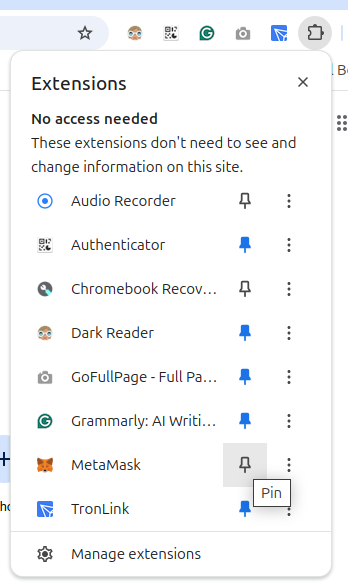 Extensions
No access needed
These extensions don't need to see and
change information on this site.
Audio Recorder
Authenticator
Chromebook Recov...
Dark Reader
GoFullPage - Full Pa...
Grammarly: AI Writi...
MetaMask
Pin
TronLink
Manage extensions